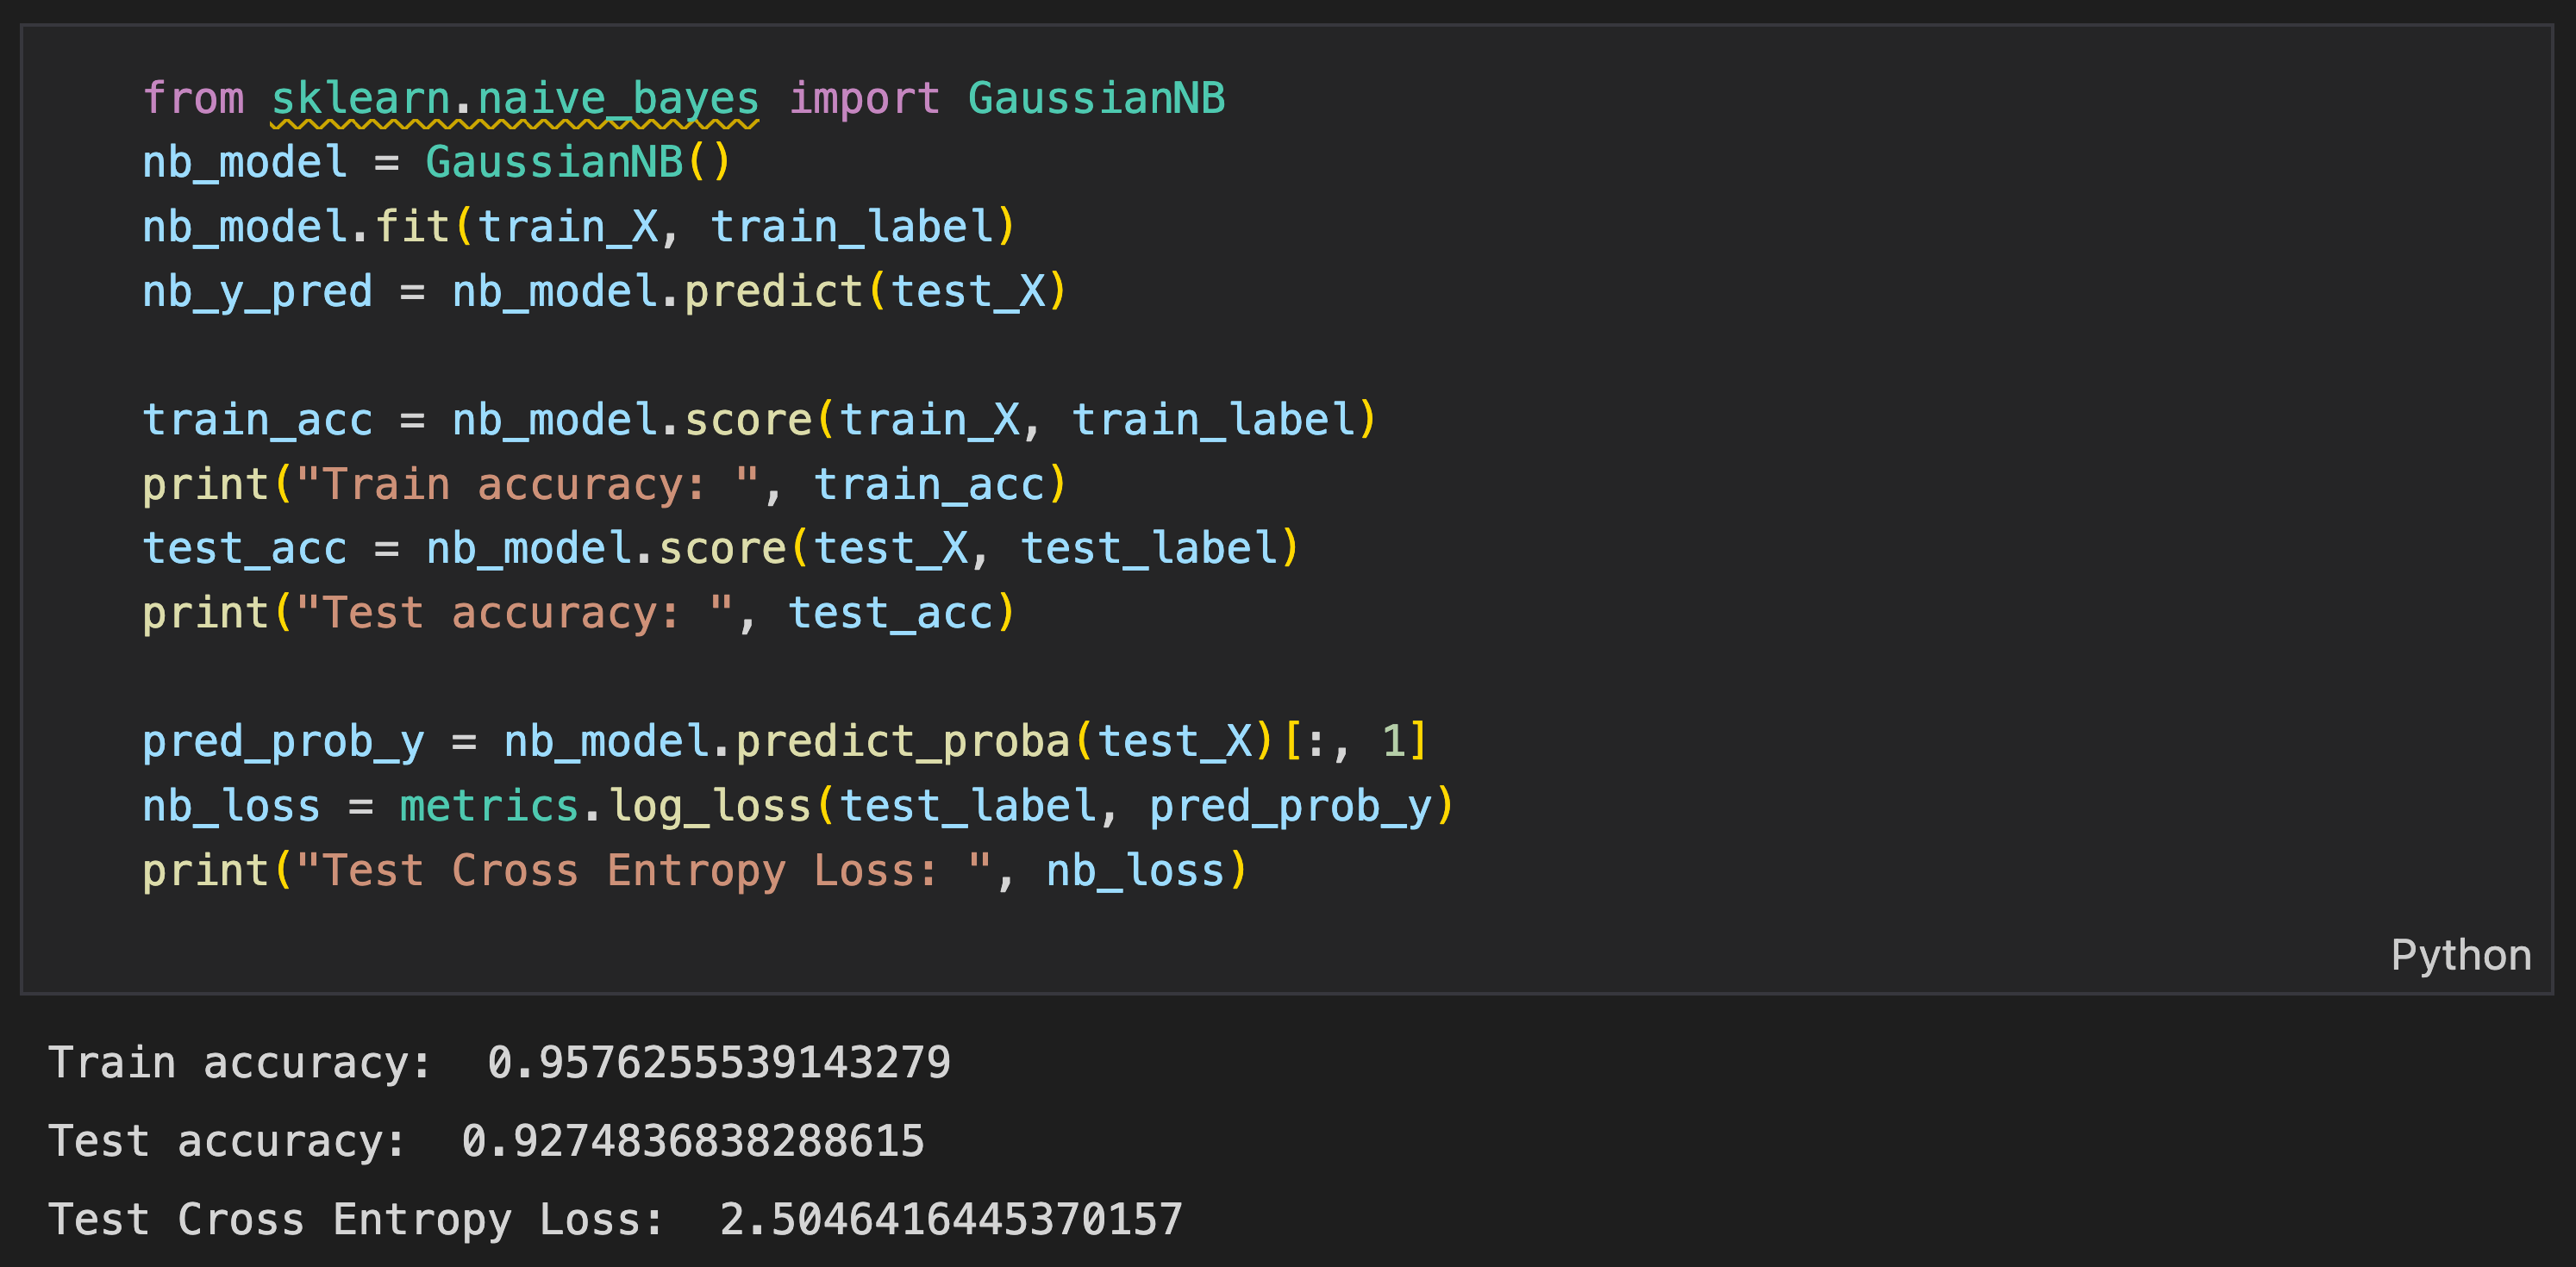 from sklearn.naive_bayes import GaussianNB
nb_model = GaussianNB()
nb_model.fit(train_X, train_label)
nb_y_pred = nb_model.predict(test_X)
train_acc = nb_model.score(train_X, train_label)
print("Train accuracy: ", train_acc)
test_acc = nb_model.score(test_X, test_label)
print("Test accuracy: ", test_acc)
pred_prob_y = nb_model.predict_proba(test_X)[:, 1]
nb_loss = metrics.log_loss(test_label, pred_prob_y)
print("Test Cross Entropy Loss: ", nb_loss)
Python
Train accuracy:  0.9576255539143279
Test accuracy:  0.9274836838288615
Test Cross Entropy Loss:  2.5046416445370157